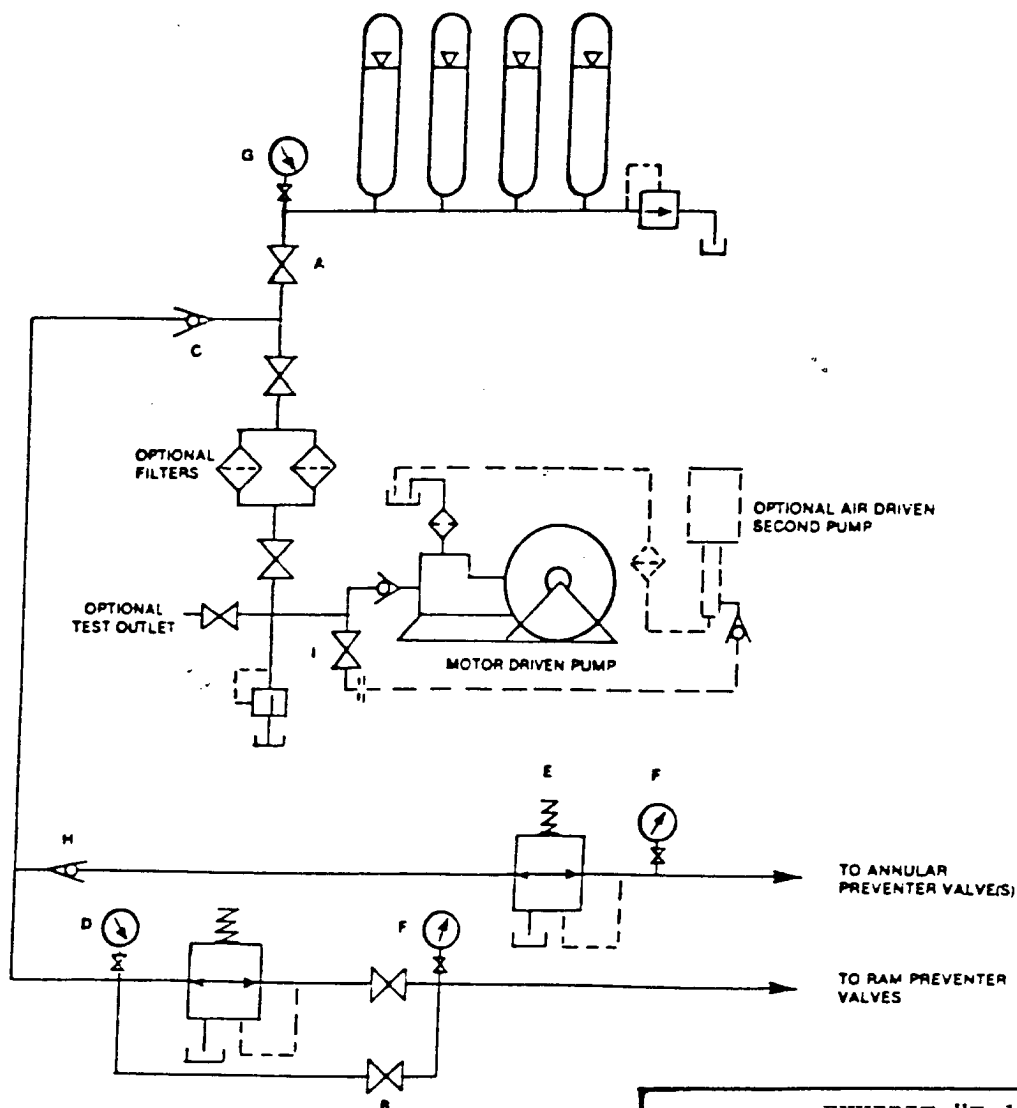 G
A
C
OPTIONAL
FILTERS
OPTIONAL AIR DRIVEN
SECOND PUMP
OPTIONAL
TEST OUTLET
I
MOTOR DRIVEN PUMP
E
F
H
TO ANNULAR
PREVENTER VALVE(S)
D
F
TO RAM PREVENTER
VALVES
B